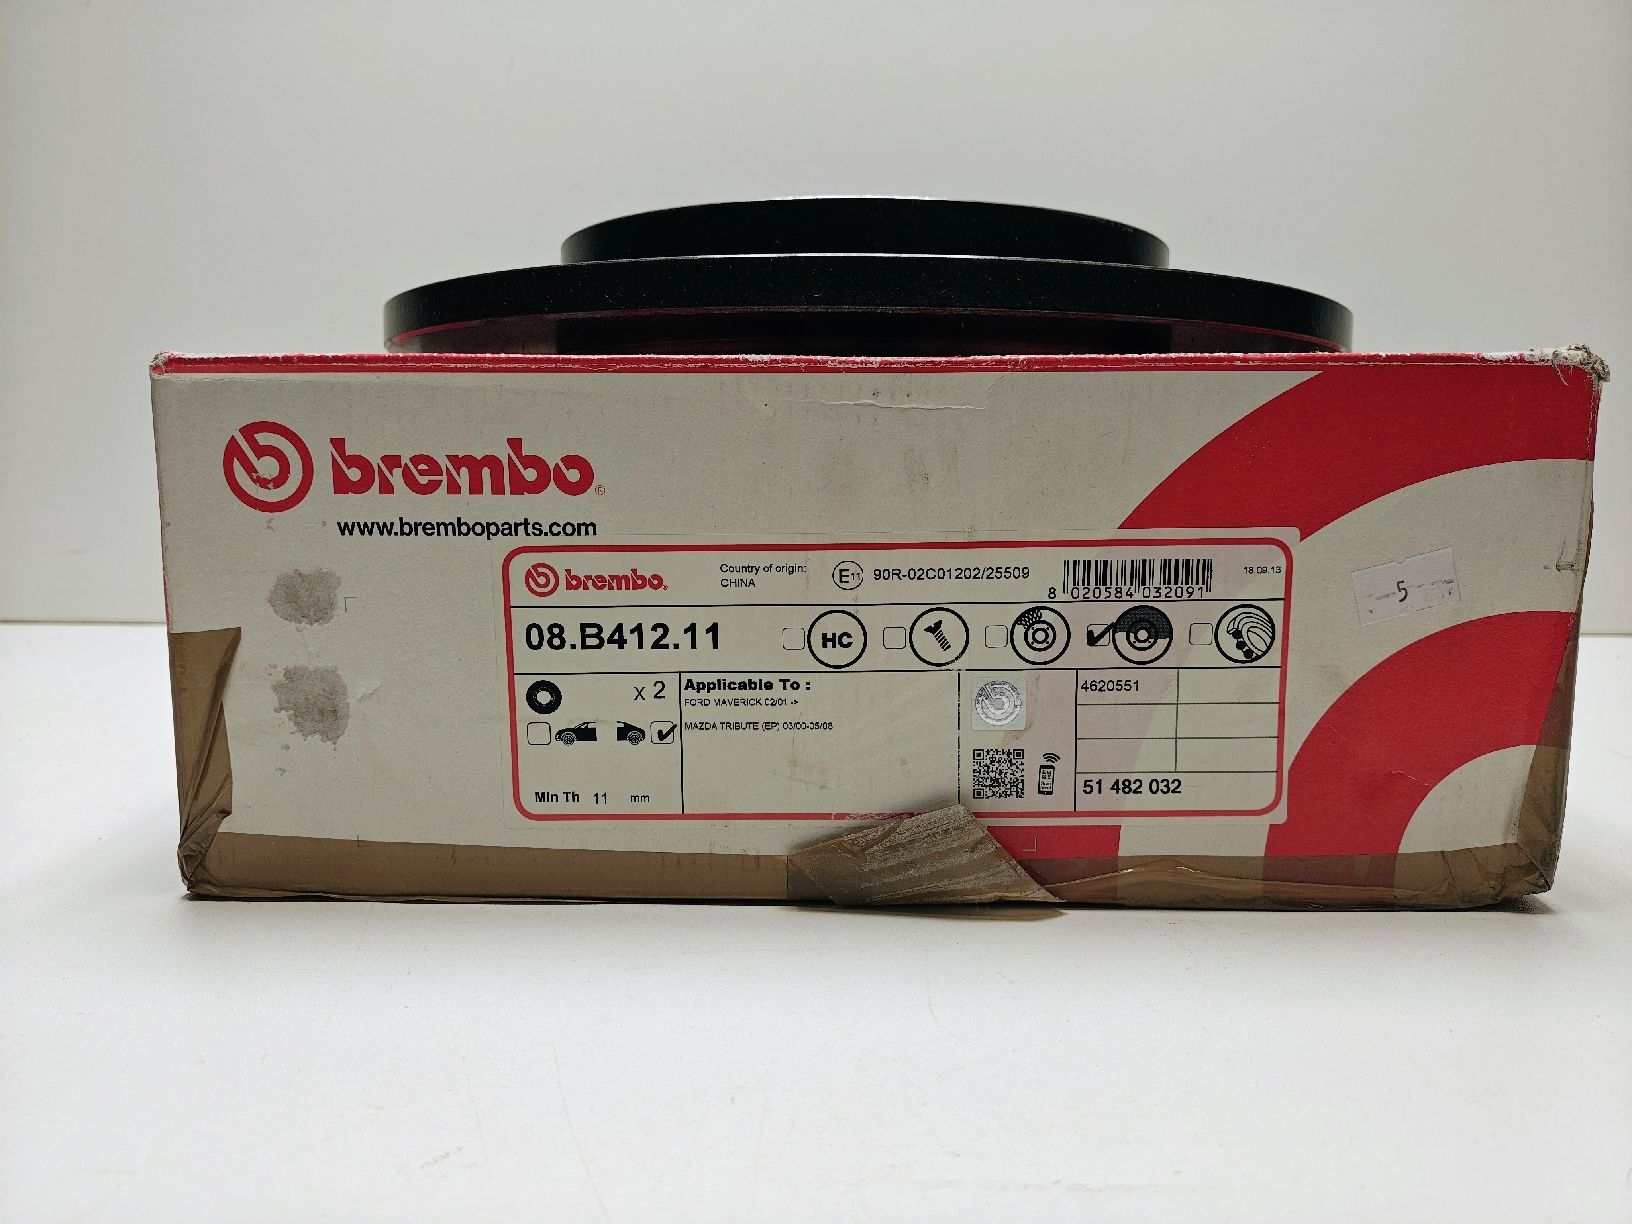 brembo®
www.bremboparts.com
brembo®
Country of origin:
CHINA
E11 90R-02C01202/25509
8 020584 032091
18.09.13
5
08.B412.11
HC
x 2
Applicable To :
FORD MAVERICK 02/01 ->
MAZDA TRIBUTE (EP) 03/00-05/08
Min Th 11 mm
4620551
51 482 032